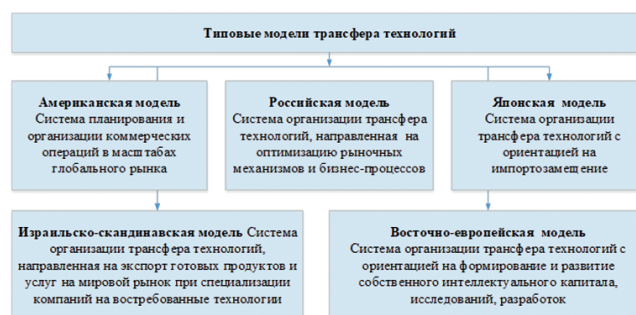 Типовые модели трансфера технологий
Американская модель
Система планирования и
организации коммерческих
операций в масштабах
глобального рынка
Российская модель
Система организации трансфера
технологий, направленная на
оптимизацию рыночных
механизмов и бизнес-процессов
Японская модель
Система организации
трансфера технологий с
ориентацией на
импортозамещение
Израильско-скандинавская модель Система
организации трансфера технологий,
направленная на экспорт готовых продуктов и
услуг на мировой рынок при специализации
компаний на востребованные технологии
Восточно-европейская модель
Система организации трансфера технологий с
ориентацией на формирование и развитие
собственного интеллектуального капитала,
исследований, разработок